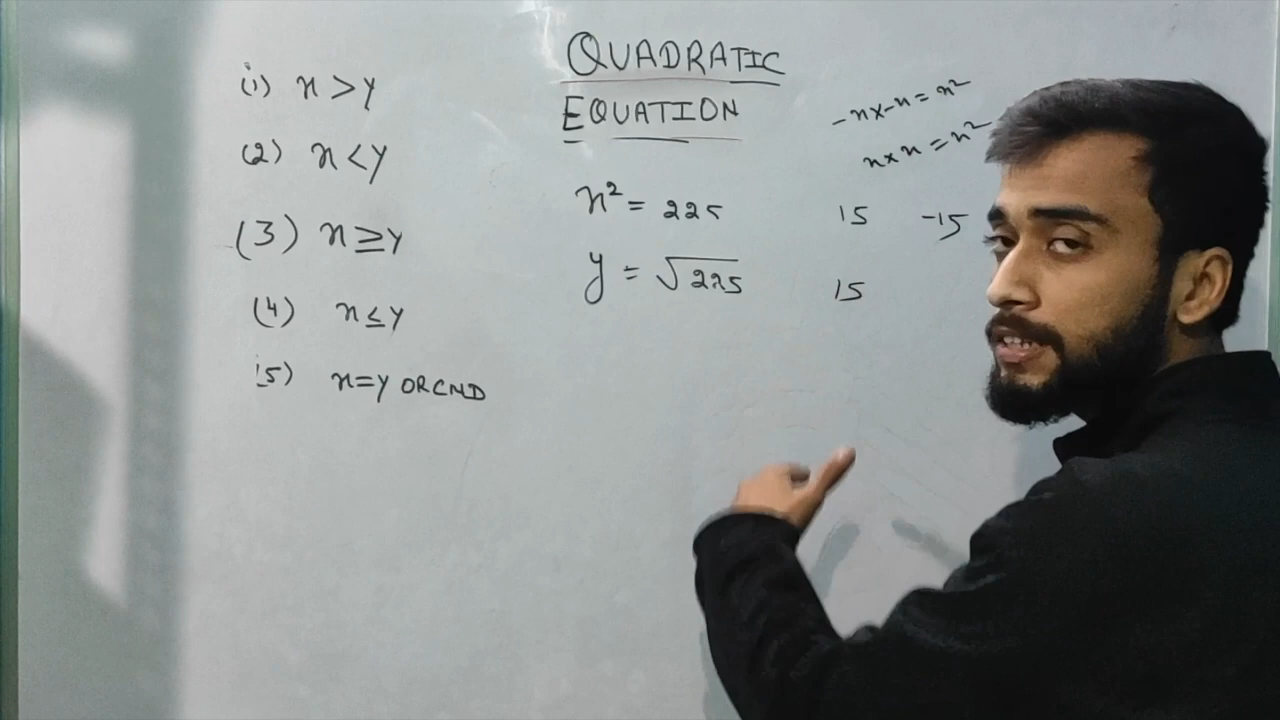 (1) x > y
(2) x < y
(3) x ≥ y
(4) x ≤ y
(5) x = y OR CND
QUADRATIC
EQUATION
-x × -x = x²
x × x = x²
x² = 225 15 -15
y = √225 15